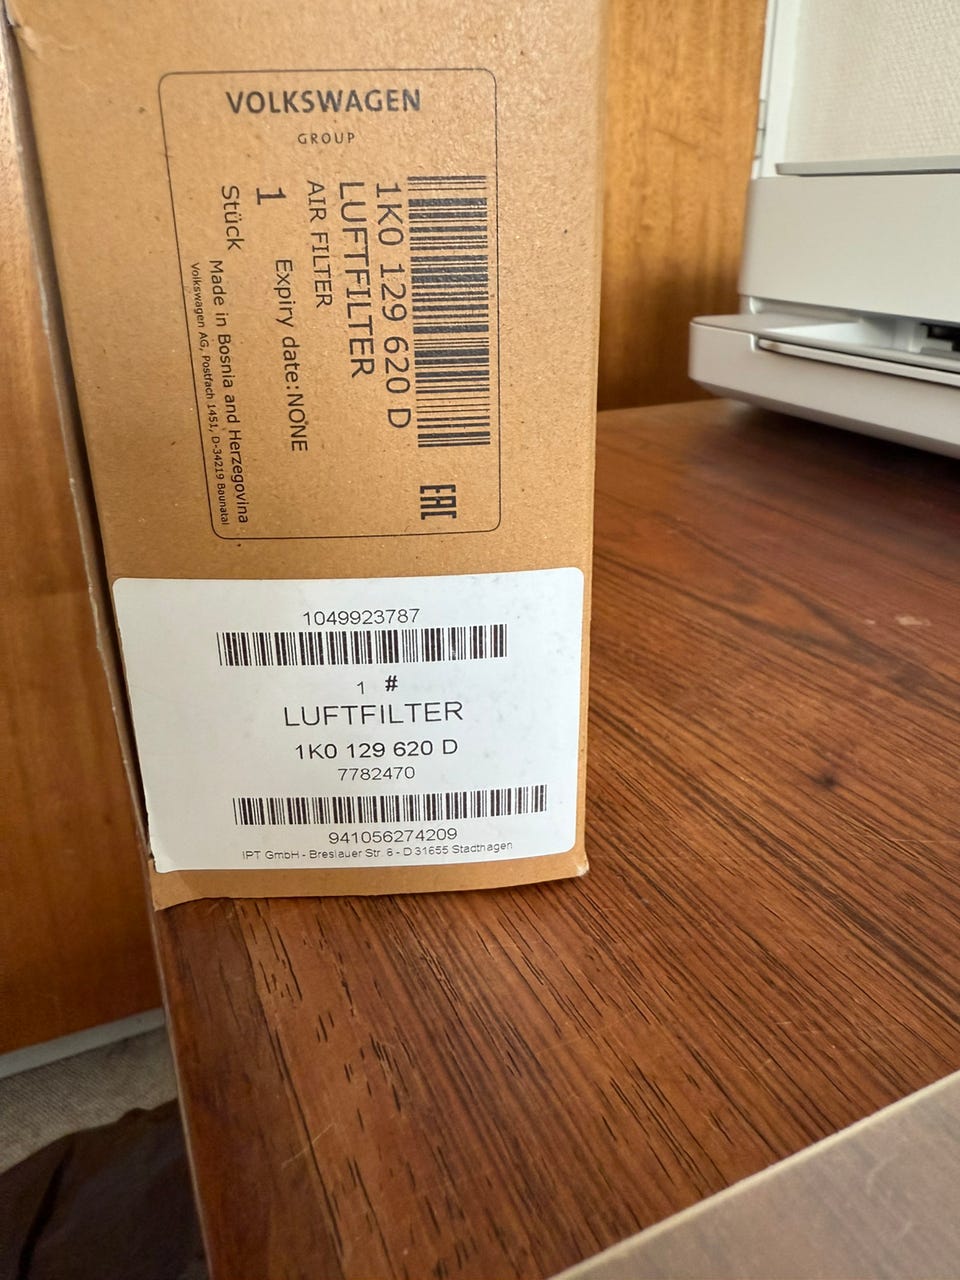 VOLKSWAGEN
GROUP
1K0 129 620 D
LUFTFILTER
AIR FILTER
1 Expiry date:NONE
Stück Made in Bosnia and Herzegovina
Volkswagen AG, Postfach 1451, D-34219 Baunatal
EAC
1049923787
1 #
LUFTFILTER
1K0 129 620 D
7782470
941056274209
IPT GmbH - Breslauer Str. 6 - D 31655 Stadthagen